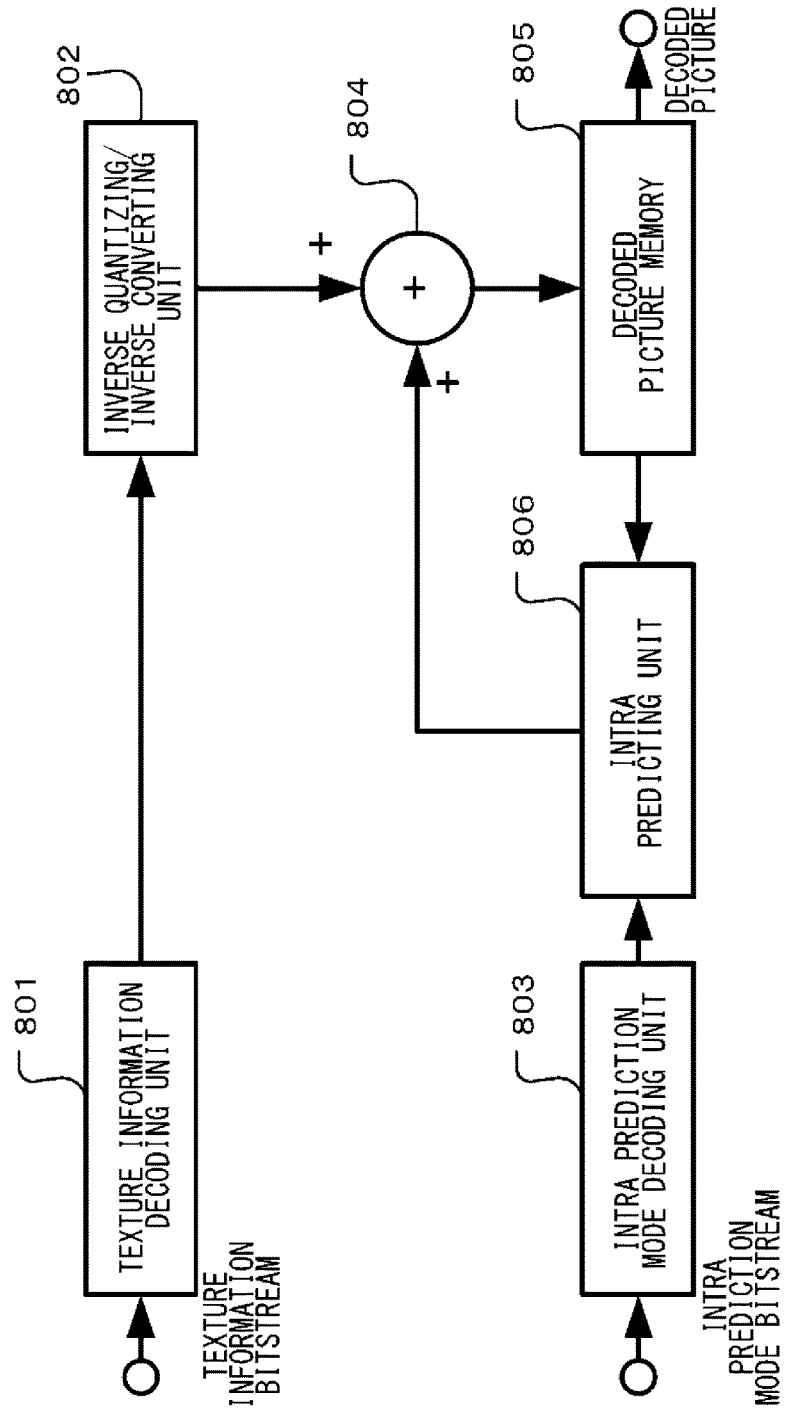 801
TEXTURE INFORMATION
DECODING UNIT
TEXTURE
INFORMATION
BITSTREAM
802
INVERSE QUANTIZING/
INVERSE CONVERTING
UNIT
+
804
+
+
803
INTRA PREDICTION
MODE DECODING UNIT
INTRA
PREDICTION
MODE BITSTREAM
806
INTRA
PREDICTING UNIT
805
DECODED
PICTURE MEMORY
DECODED
PICTURE